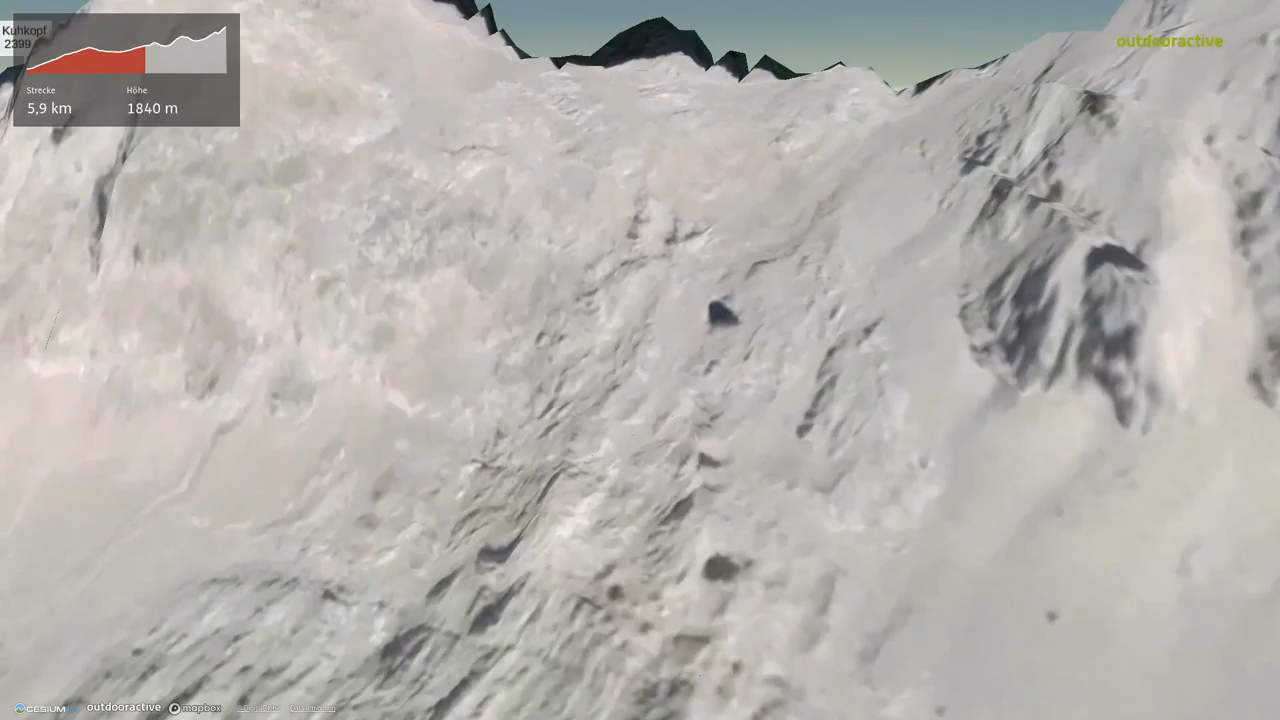 Kuhkopf
2399
outdooractive
Strecke
Höhe
5,9 km
1840 m
CESIUM
outdooractive
mapbox